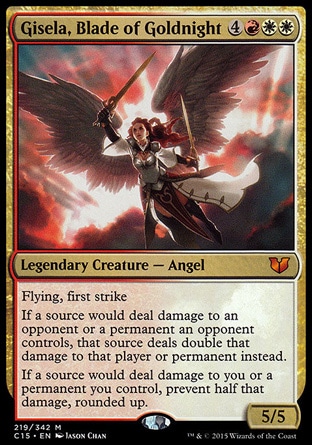 Gisela, Blade of Goldnight 4
Legendary Creature — Angel
Flying, first strike
If a source would deal damage to an
opponent or a permanent an opponent
controls, that source deals double that
damage to that player or permanent instead.
If a source would deal damage to you or a
permanent you control, prevent half that
damage, rounded up.
5/5
219/342 M
C15 • EN JASON CHAN
™ & © 2015 Wizards of the Coast